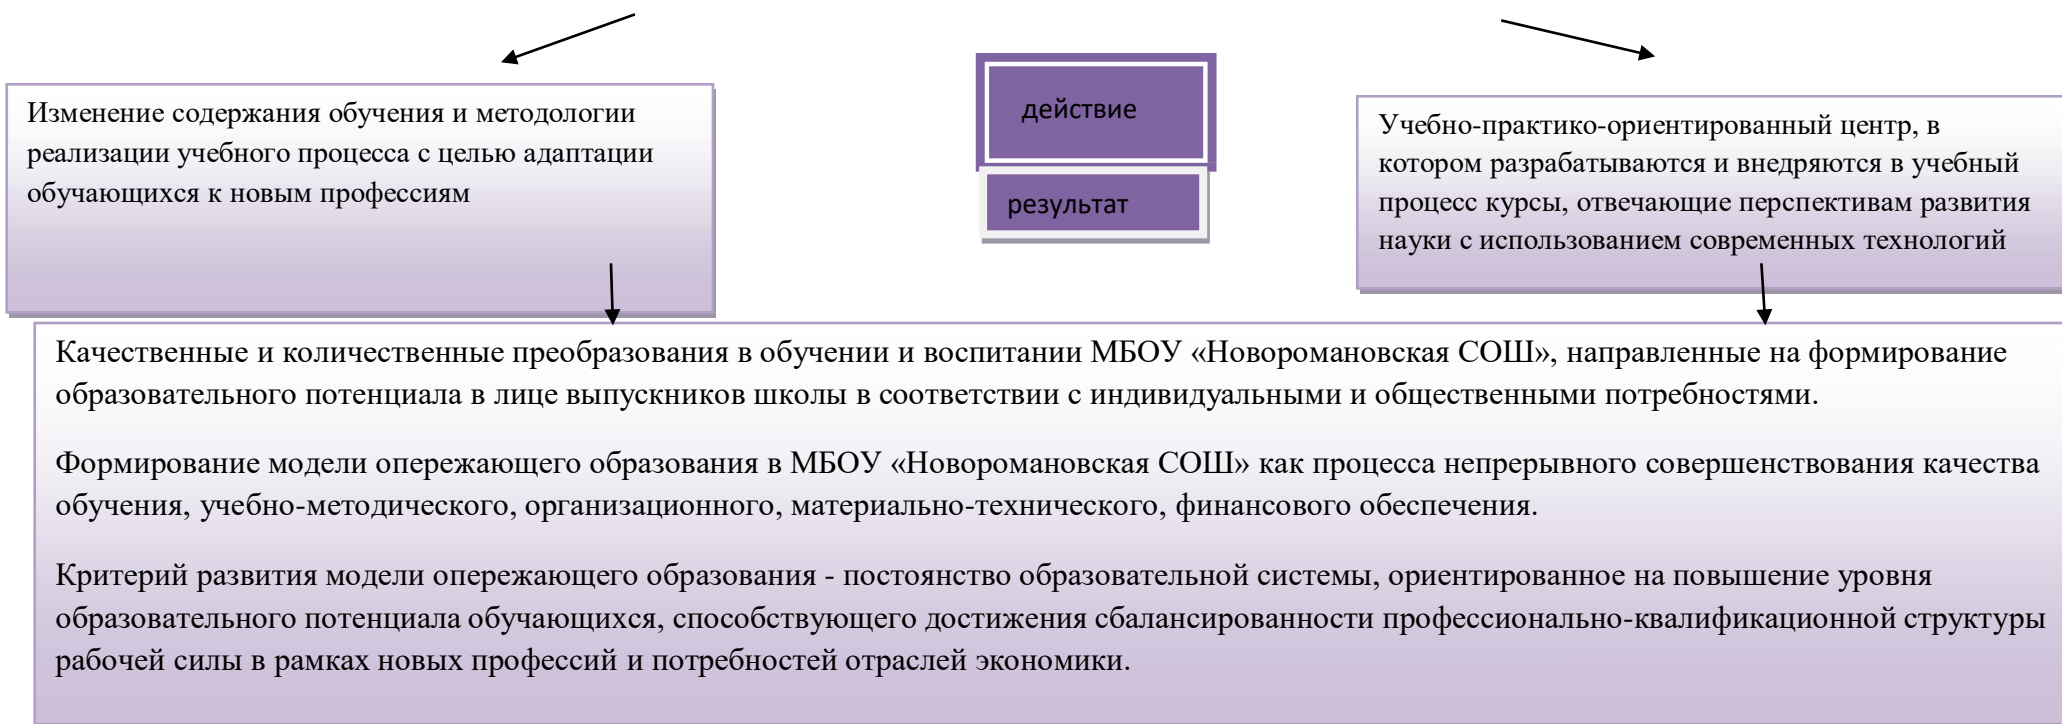 Изменение содержания обучения и методологии
реализации учебного процесса с целью адаптации
обучающихся к новым профессиям
действие
результат
Учебно-практико-ориентированный центр, в
котором разрабатываются и внедряются в учебный
процесс курсы, отвечающие перспективам развития
науки с использованием современных технологий
Качественные и количественные преобразования в обучении и воспитании МБОУ «Новоромановская СОШ», направленные на формирование
образовательного потенциала в лице выпускников школы в соответствии с индивидуальными и общественными потребностями.
Формирование модели опережающего образования в МБОУ «Новоромановская СОШ» как процесса непрерывного совершенствования качества
обучения, учебно-методического, организационного, материально-технического, финансового обеспечения.
Критерий развития модели опережающего образования - постоянство образовательной системы, ориентированное на повышение уровня
образовательного потенциала обучающихся, способствующего достижения сбалансированности профессионально-квалификационной структуры
рабочей силы в рамках новых профессий и потребностей отраслей экономики.